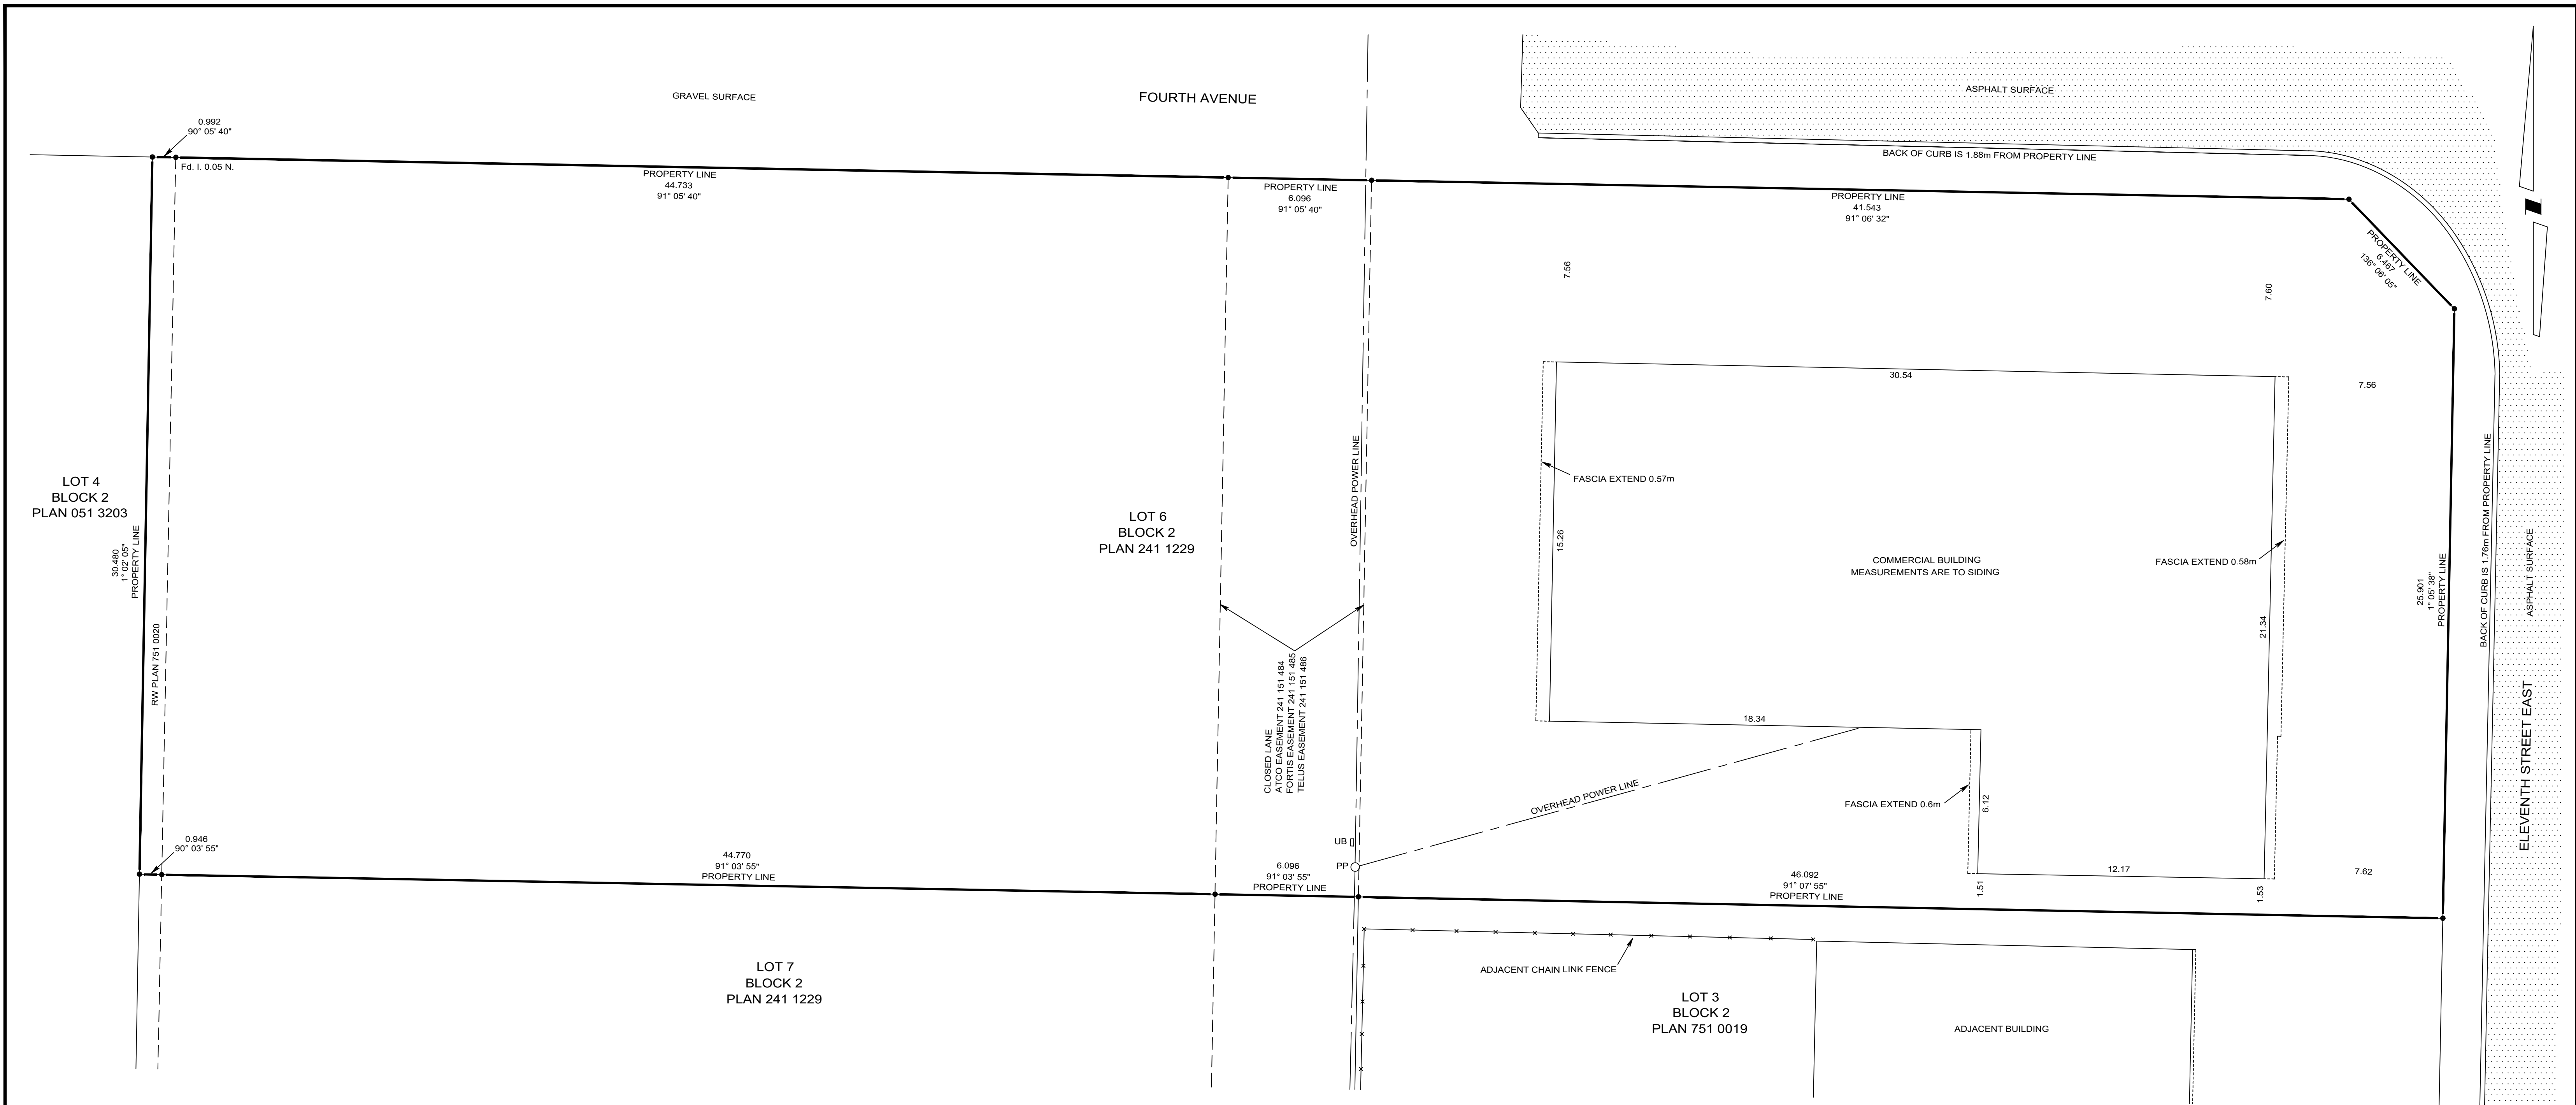 GRAVEL SURFACE
FOURTH AVENUE
ASPHALT SURFACE
0.992
90° 05' 40"
Fd. I. 0.05 N.
BACK OF CURB IS 1.88m FROM PROPERTY LINE
PROPERTY LINE
44.733
91° 05' 40"
PROPERTY LINE
6.096
91° 05' 40"
PROPERTY LINE
41.543
91° 06' 32"
PROPERTY LINE
6.467
136° 06' 05"
7.56
7.60
30.54
7.56
LOT 4
BLOCK 2
PLAN 051 3203
30.480
1° 02' 05"
PROPERTY LINE
RW PLAN 751 0020
LOT 6
BLOCK 2
PLAN 241 1229
OVERHEAD POWER LINE
FASCIA EXTEND 0.57m
15.26
COMMERCIAL BUILDING
MEASUREMENTS ARE TO SIDING
FASCIA EXTEND 0.58m
21.34
25.901
1° 05' 38"
PROPERTY LINE
BACK OF CURB IS 1.76m FROM PROPERTY LINE
ASPHALT SURFACE
ELEVENTH STREET EAST
CLOSED LANE
ATCO EASEMENT 241 151 484
FORTIS EASEMENT 241 151 485
TELUS EASEMENT 241 151 486
18.34
OVERHEAD POWER LINE
FASCIA EXTEND 0.6m
6.12
UB
PP
0.946
90° 03' 55"
44.770
91° 03' 55"
PROPERTY LINE
6.096
91° 03' 55"
PROPERTY LINE
46.092
91° 07' 55"
PROPERTY LINE
1.51
12.17
1.53
7.62
LOT 7
BLOCK 2
PLAN 241 1229
ADJACENT CHAIN LINK FENCE
LOT 3
BLOCK 2
PLAN 751 0019
ADJACENT BUILDING